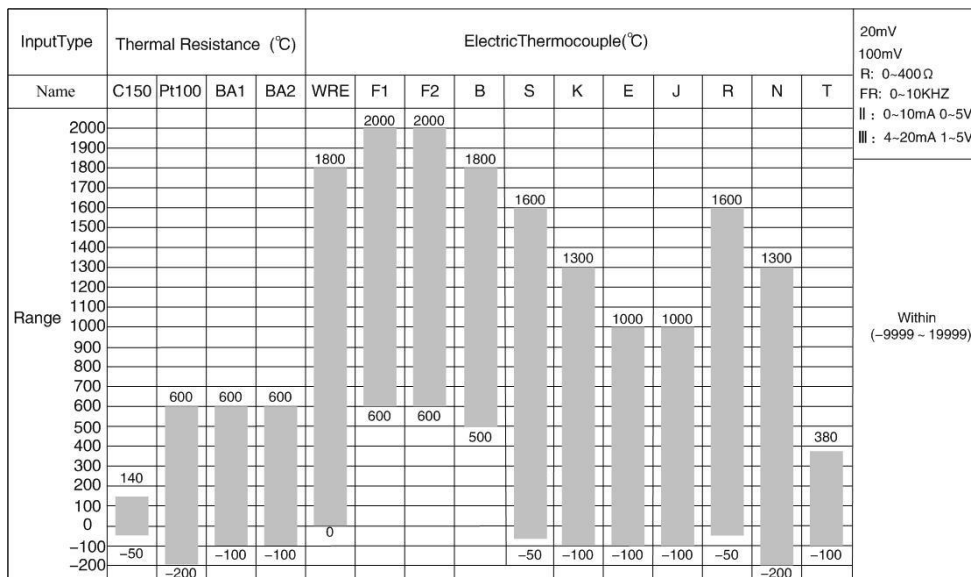 InputType Thermal Resistance (℃) ElectricThermocouple(℃)
20mV
100mV
R: 0~400Ω
FR: 0~10KHZ
Ⅱ: 0~10mA 0~5V
Ⅲ: 4~20mA 1~5V
Name C150 Pt100 BA1 BA2 WRE F1 F2 B S K E J R N T
2000 2000 2000
1900
1800 1800 1800
1700
1600 1600 1600
1500
1400
1300 1300 1300
1200
1100
Range 1000 1000 1000
Within
(-9999 ~ 19999)
900
800
700
600 600 600 600 600 600
500 500
400 380
300
200 140
100
0 0
-100 -50 -100 -100 -50 -100 -100 -100 -50 -100
-200 -200 -200